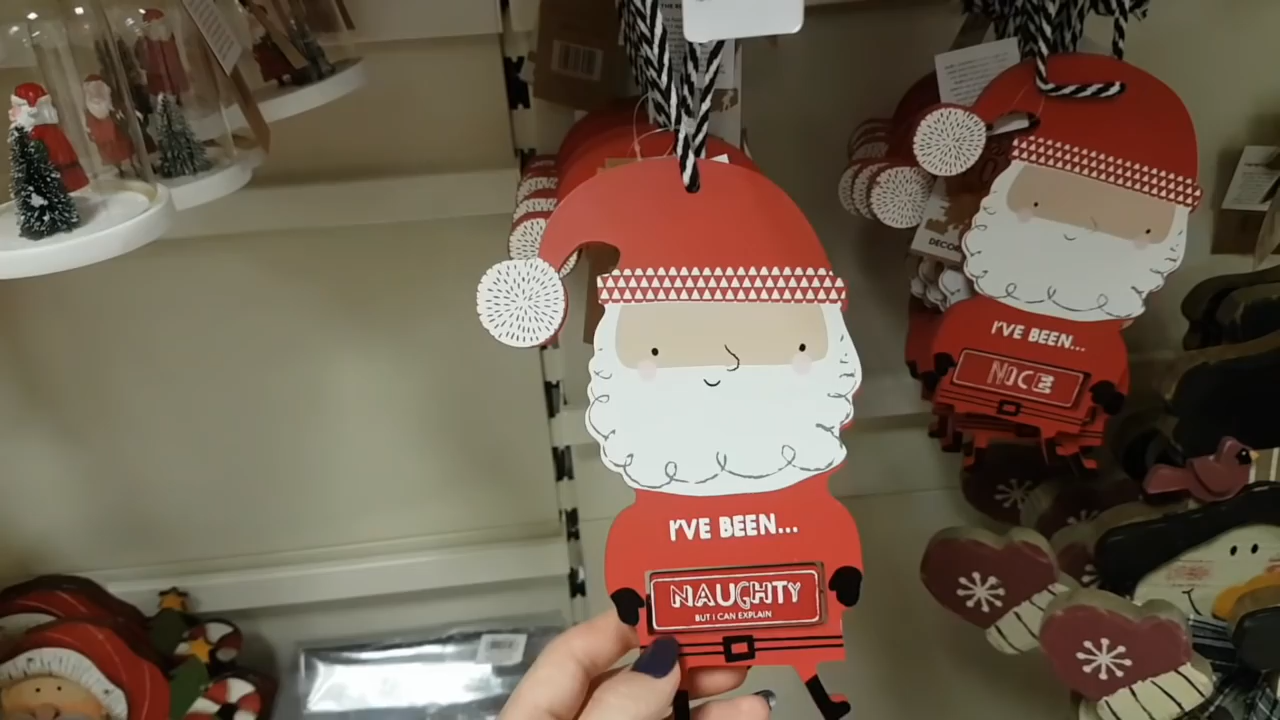 I'VE BEEN...
NAUGHTY
BUT I CAN EXPLAIN
I'VE BEEN...
NICE